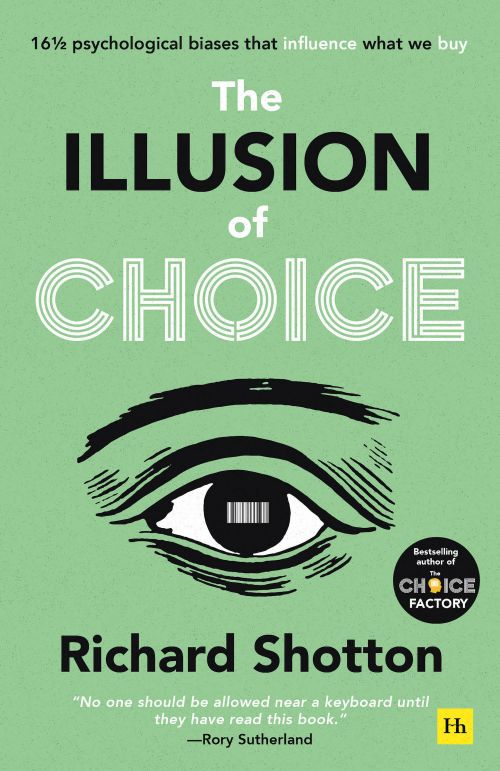 16½ psychological biases that influence what we buy
The
ILLUSION
of
CHOICE
Bestselling
author of
The
CHOICE
FACTORY
Richard Shotton
“No one should be allowed near a keyboard until
they have read this book.”
—Rory Sutherland
Hh